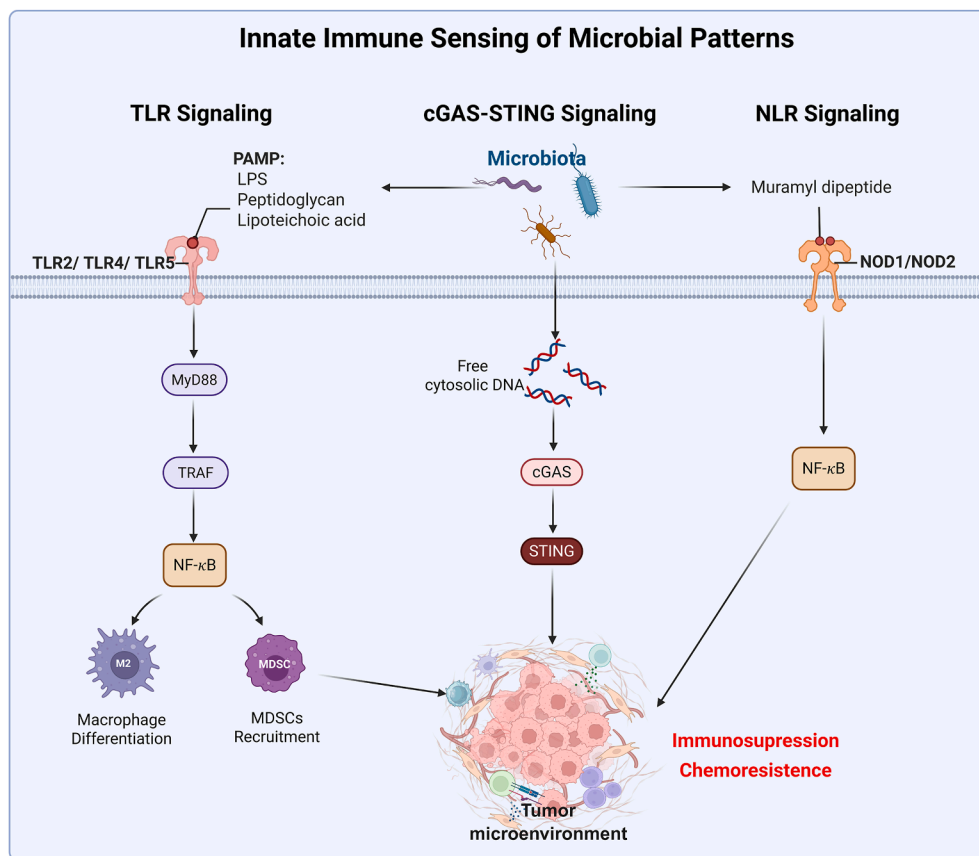 Innate Immune Sensing of Microbial Patterns
TLR Signaling
cGAS-STING Signaling
NLR Signaling
PAMP:
LPS
Peptidoglycan
Lipoteichoic acid
Microbiota
Muramyl dipeptide
TLR2/ TLR4/ TLR5
NOD1/NOD2
MyD88
TRAF
NF-κB
M2
MDSC
Macrophage
Differentiation
MDSCs
Recruitment
Free
cytosolic DNA
cGAS
STING
NF-κB
Immunosupression
Chemoresistence
Tumor
microenvironment